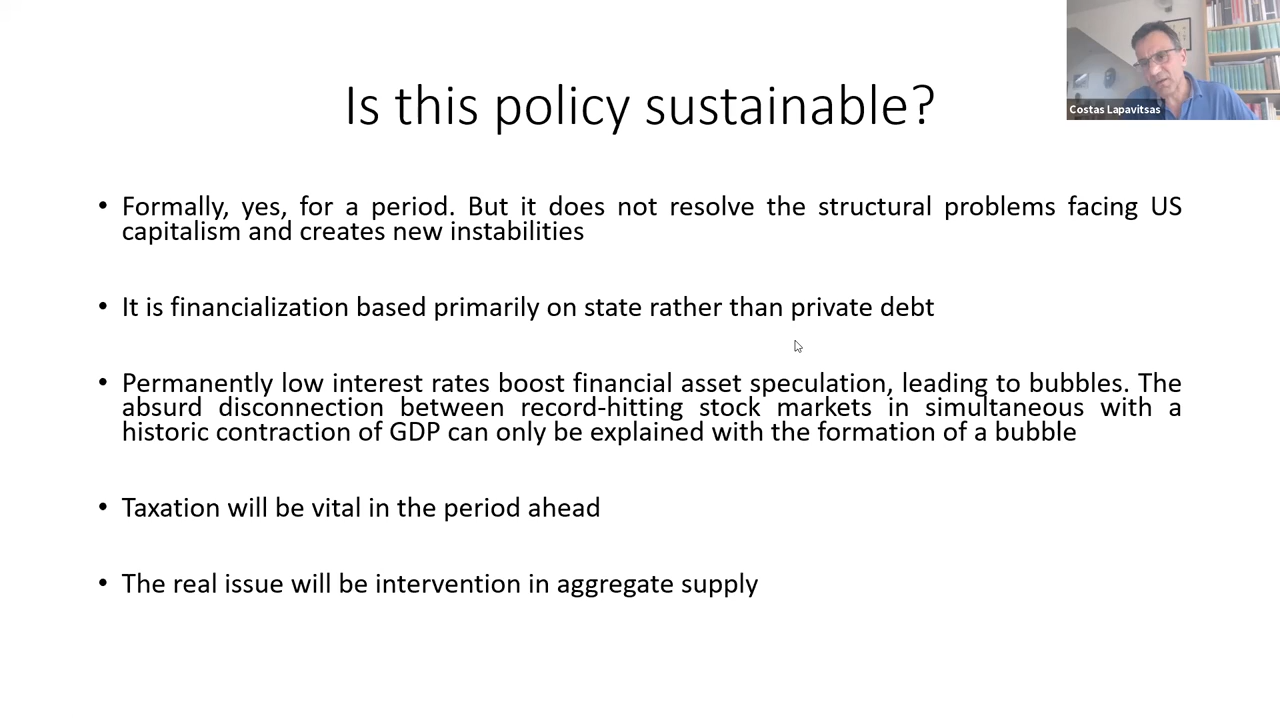 Costas Lapavitsas
Is this policy sustainable?
• Formally, yes, for a period. But it does not resolve the structural problems facing US
capitalism and creates new instabilities
• It is financialization based primarily on state rather than private debt
• Permanently low interest rates boost financial asset speculation, leading to bubbles. The
absurd disconnection between record-hitting stock markets in simultaneous with a
historic contraction of GDP can only be explained with the formation of a bubble
• Taxation will be vital in the period ahead
• The real issue will be intervention in aggregate supply